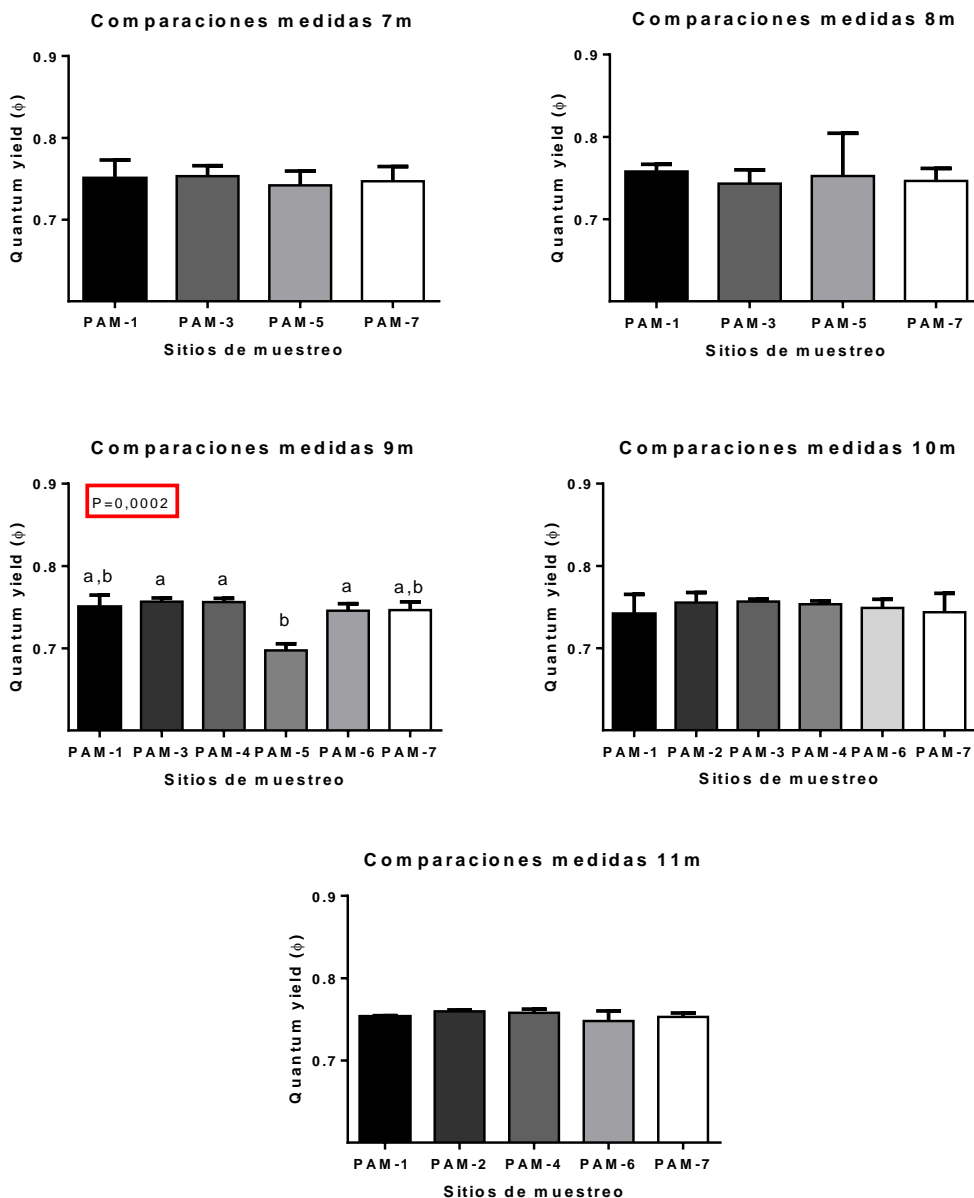 Comparaciones medidas 7m
Quantum yield (ϕ)
0.9
0.8
0.7
PAM-1 PAM-3 PAM-5 PAM-7
Sitios de muestreo
Comparaciones medidas 8m
Quantum yield (ϕ)
0.9
0.8
0.7
PAM-1 PAM-3 PAM-5 PAM-7
Sitios de muestreo
Comparaciones medidas 9m
Quantum yield (ϕ)
0.9
P=0,0002
0.8
a,b a a b a a,b
0.7
PAM-1 PAM-3 PAM-4 PAM-5 PAM-6 PAM-7
Sitios de muestreo
Comparaciones medidas 10m
Quantum yield (ϕ)
0.9
0.8
0.7
PAM-1 PAM-2 PAM-3 PAM-4 PAM-6 PAM-7
Sitios de muestreo
Comparaciones medidas 11m
Quantum yield (ϕ)
0.9
0.8
0.7
PAM-1 PAM-2 PAM-4 PAM-6 PAM-7
Sitios de muestreo